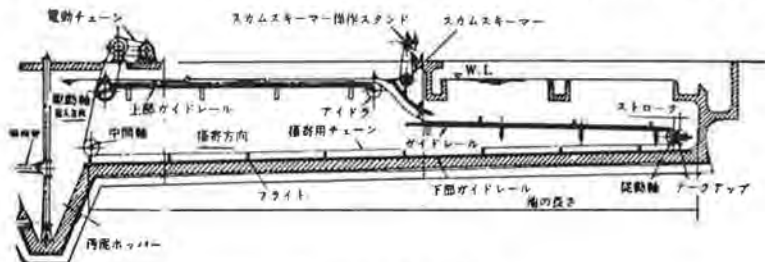 電動チェーン
スカムスキーマー操作スタンド
スカムスキーマー
W.L
駆動軸
上部ガイドレール
アイドラ
ストローク
中間軸
掻寄方向
掻寄用チェーン
ガイドレール
フライト
下部ガイドレール
従動軸
テークアップ
池の長さ
汚泥ホッパー